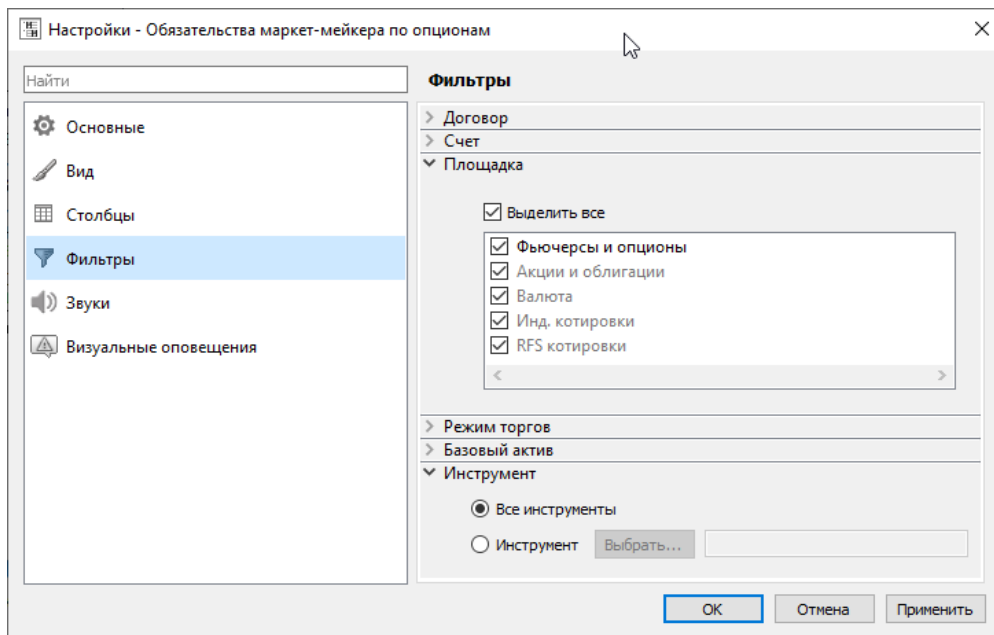 Настройки - Обязательства маркет-мейкера по опционам
Найти
Основные
Вид
Столбцы
Фильтры
Звуки
Визуальные оповещения
Фильтры
Договор
Счет
Площадка
Выделить все
Фьючерсы и опционы
Акции и облигации
Валюта
Инд. котировки
RFS котировки
Режим торгов
Базовый актив
Инструмент
Все инструменты
Инструмент Выбрать...
OK Отмена Применить